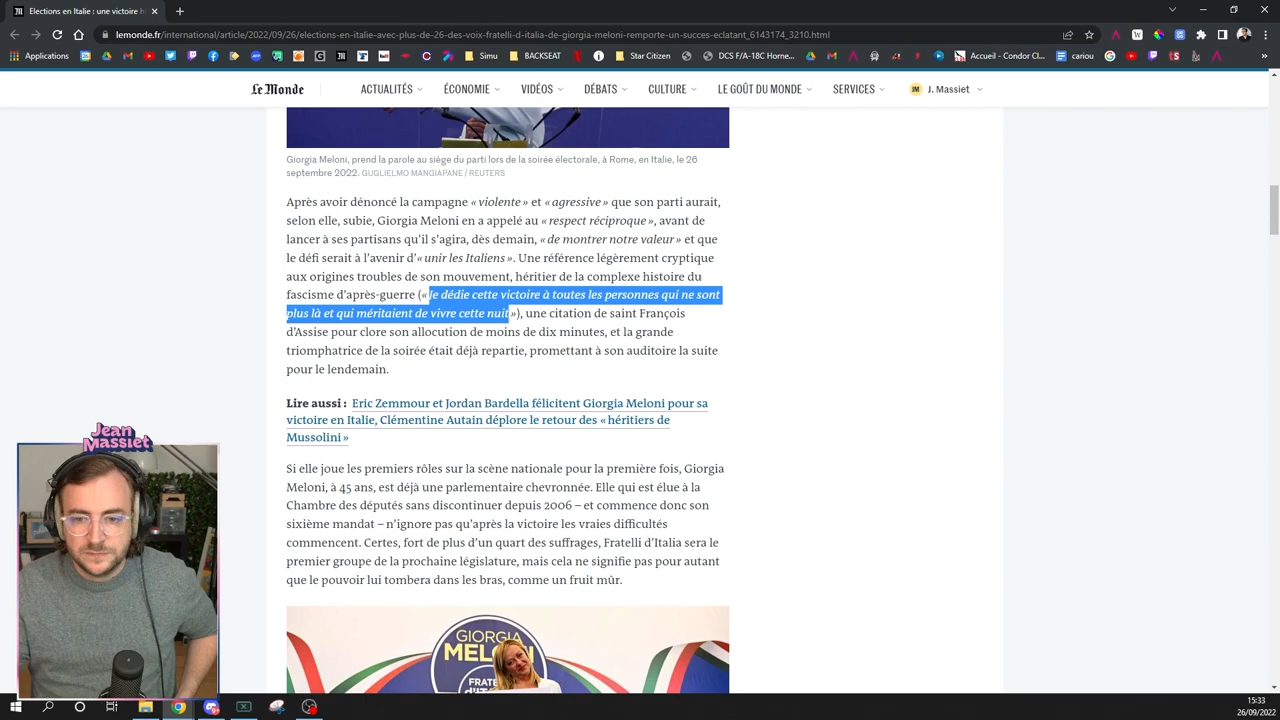 Elections en Italie : une victoire h
lemonde.fr/international/article/2022/09/26/elections-en-italie-avec-plus-de-26-des-voix-fratelli-d-italia-de-giorgia-meloni-remporte-un-succes-eclatant_6143174_3210.html
Applications
Simu
BACKSEAT
Star Citizen
DCS F/A-18C Horne...
Accueil - Condor Cl...
cariou
Le Monde
ACTUALITÉS
ÉCONOMIE
VIDÉOS
DÉBATS
CULTURE
LE GOÛT DU MONDE
SERVICES
JM
J. Massiet
Giorgia Meloni, prend la parole au siège du parti lors de la soirée électorale, à Rome, en Italie, le 26
septembre 2022. GUGLIELMO MANGIAPANE / REUTERS
Après avoir dénoncé la campagne « violente » et « agressive » que son parti aurait,
selon elle, subie, Giorgia Meloni en a appelé au « respect réciproque », avant de
lancer à ses partisans qu’il s’agira, dès demain, « de montrer notre valeur » et que
le défi serait à l’avenir d’« unir les Italiens ». Une référence légèrement cryptique
aux origines troubles de son mouvement, héritier de la complexe histoire du
fascisme d’après-guerre (« Je dédie cette victoire à toutes les personnes qui ne sont
plus là et qui méritaient de vivre cette nuit »), une citation de saint François
d’Assise pour clore son allocution de moins de dix minutes, et la grande
triomphatrice de la soirée était déjà repartie, promettant à son auditoire la suite
pour le lendemain.
Lire aussi : Eric Zemmour et Jordan Bardella félicitent Giorgia Meloni pour sa
victoire en Italie, Clémentine Autain déplore le retour des « héritiers de
Mussolini »
Si elle joue les premiers rôles sur la scène nationale pour la première fois, Giorgia
Meloni, à 45 ans, est déjà une parlementaire chevronnée. Elle qui est élue à la
Chambre des députés sans discontinuer depuis 2006 – et commence donc son
sixième mandat – n’ignore pas qu’après la victoire les vraies difficultés
commencent. Certes, fort de plus d’un quart des suffrages, Fratelli d’Italia sera le
premier groupe de la prochaine législature, mais cela ne signifie pas pour autant
que le pouvoir lui tombera dans les bras, comme un fruit mûr.
GIORGIA
Jean
Massiet
15:33
26/09/2022